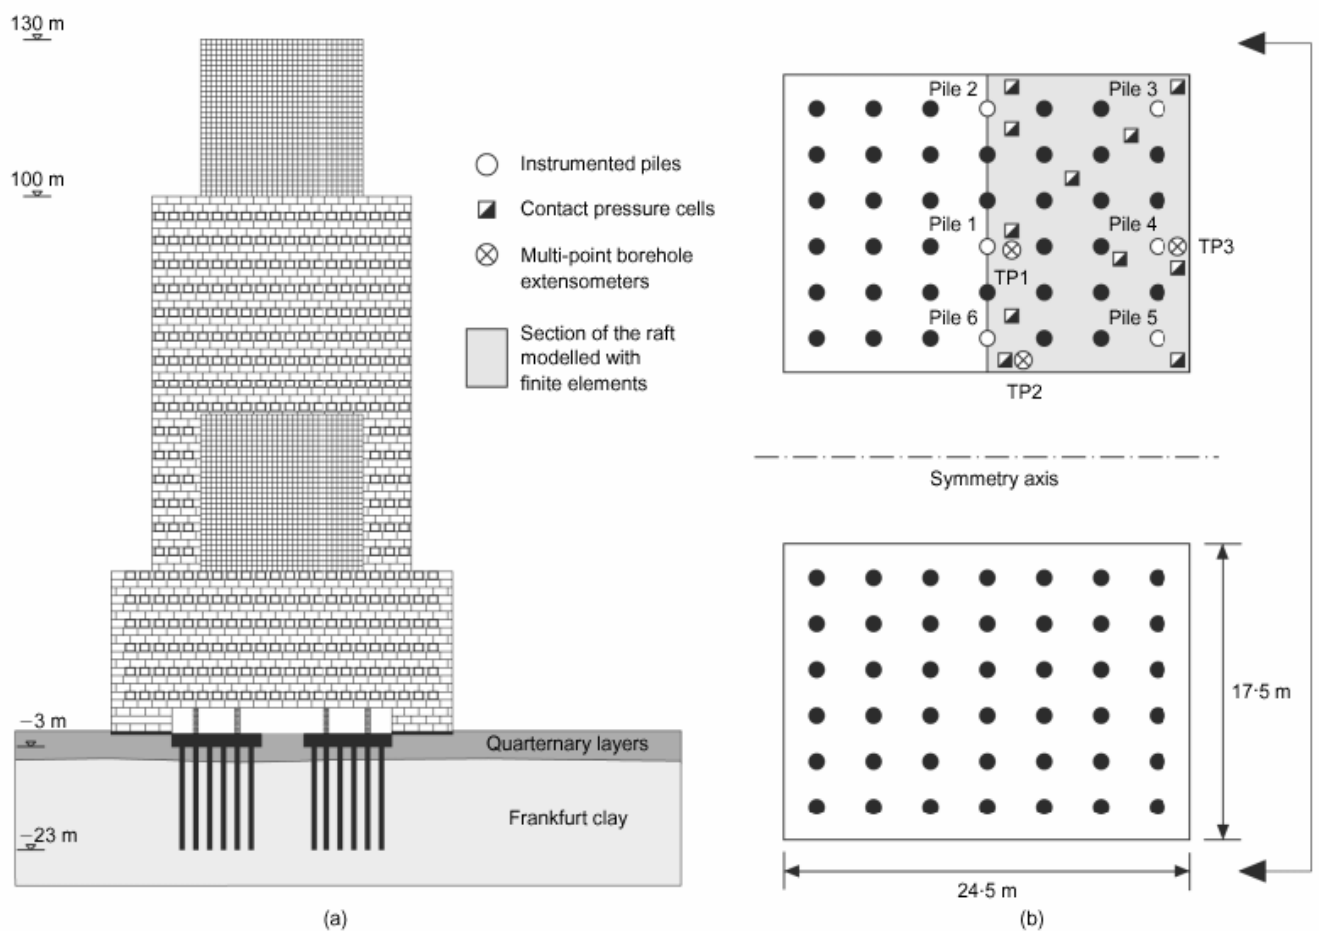 130 m
100 m
−3 m
−23 m
Quarternary layers
Frankfurt clay
(a)
Instrumented piles
Contact pressure cells
Multi-point borehole
extensometers
Section of the raft
modelled with
finite elements
Pile 2
Pile 3
Pile 1
Pile 4
TP3
TP1
Pile 6
Pile 5
TP2
Symmetry axis
17·5 m
24·5 m
(b)